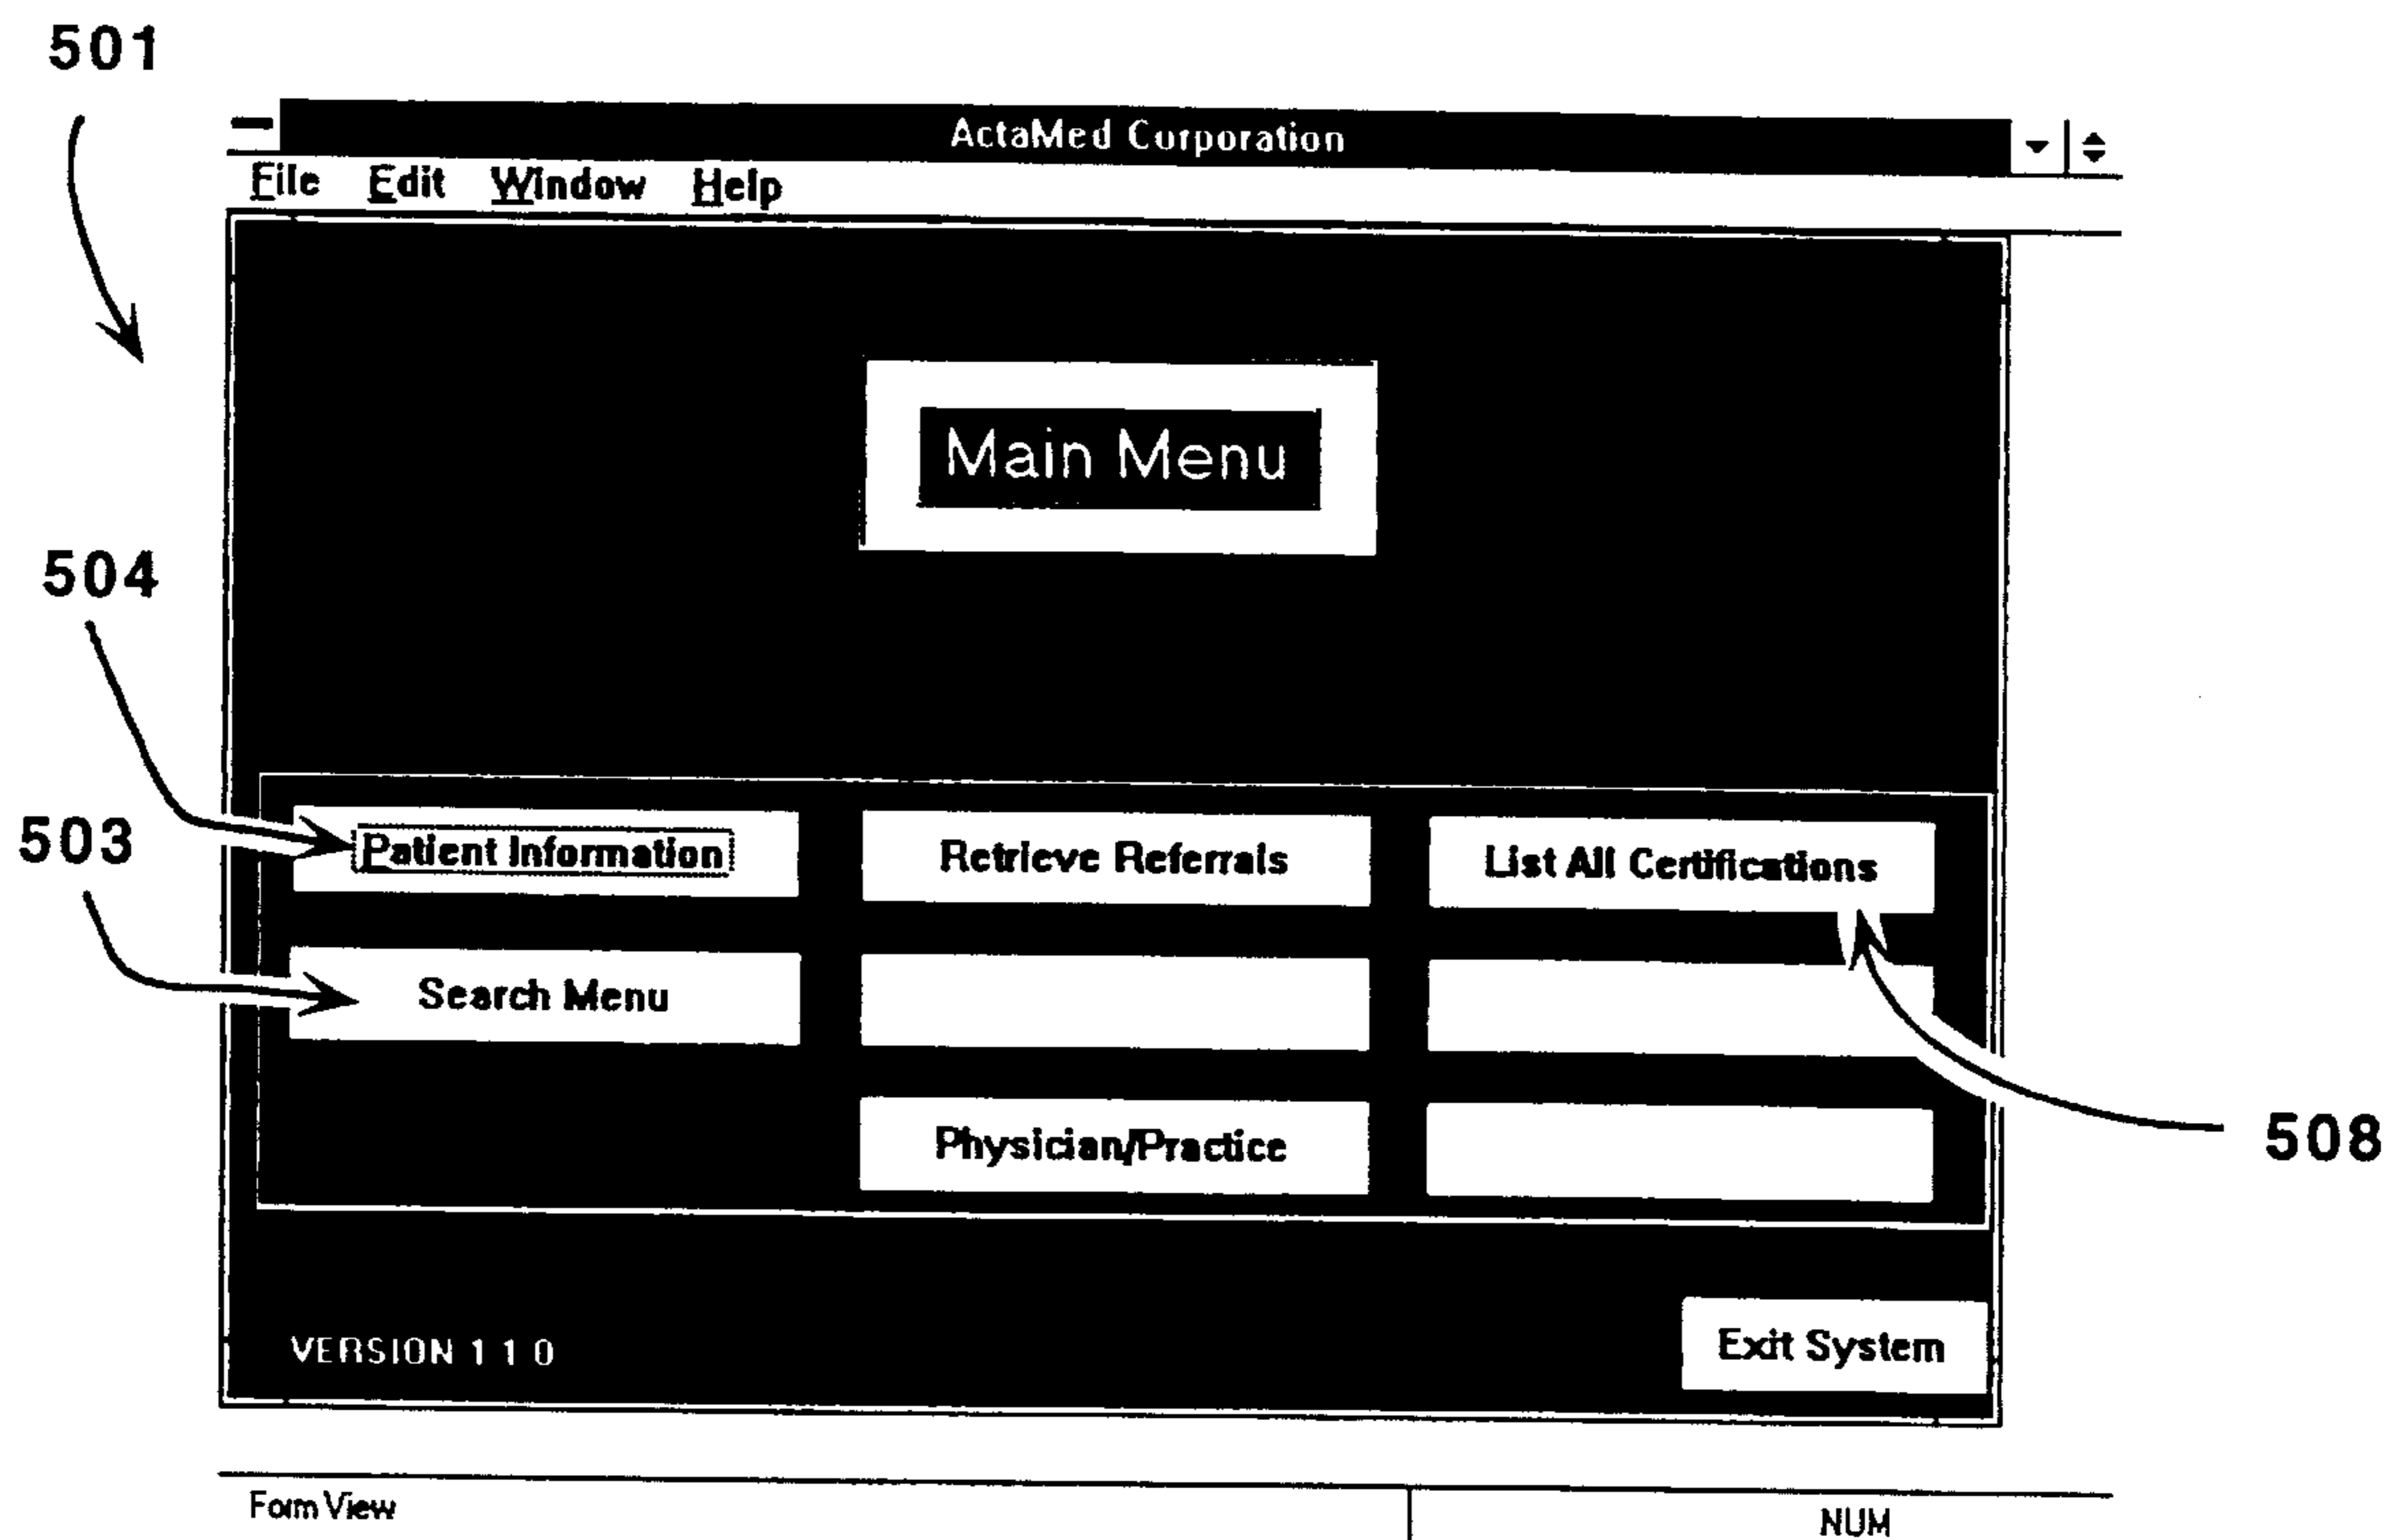 501
ActaMed Corporation
File Edit Window Help
Main Menu
504
503
Patient Information Retrieve Referrals List All Certifications
Search Menu
Physician/Practice
508
VERSION 1 1 0
Exit System
Form View NUM